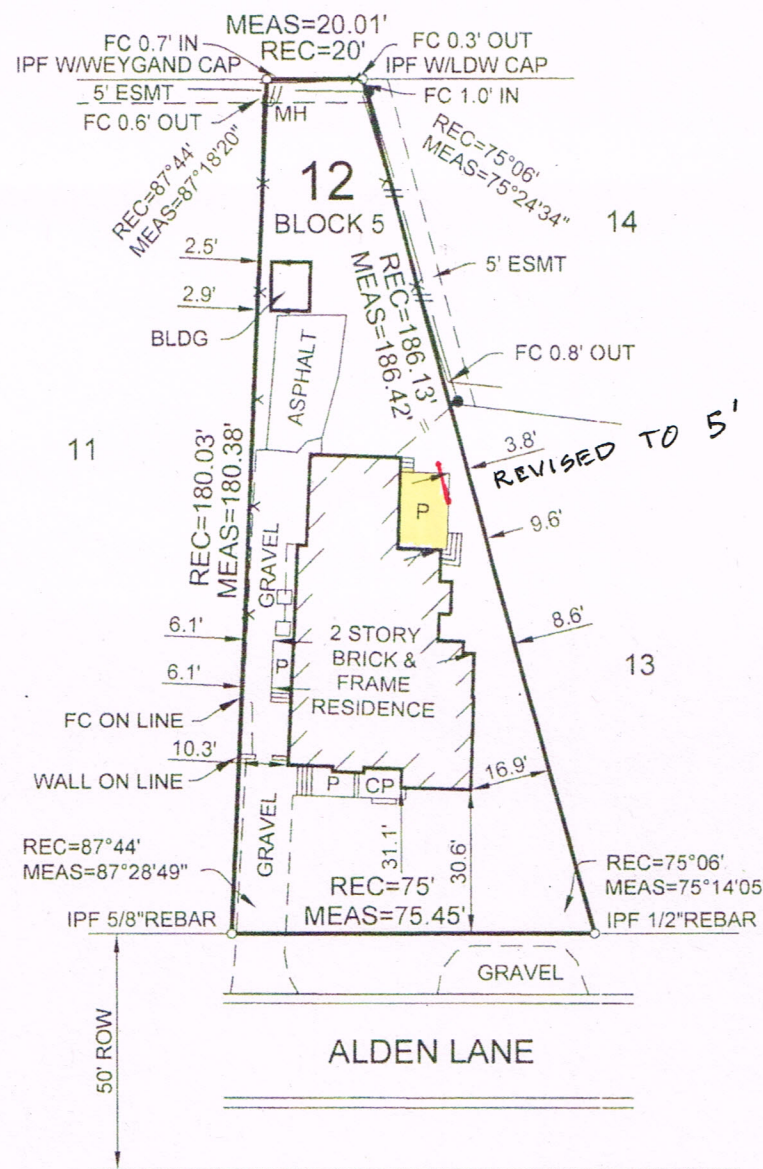 MEAS=20.01'
REC=20'
FC 0.7' IN
IPF W/WEYGAND CAP
FC 0.3' OUT
IPF W/LDW CAP
5' ESMT
FC 1.0' IN
FC 0.6' OUT
MH
REC=87°44'
MEAS=87°18'20"
REC=75°06'
MEAS=75°24'34"
12
BLOCK 5
14
2.5'
5' ESMT
2.9'
BLDG
REC=186.13'
MEAS=186.42'
ASPHALT
FC 0.8' OUT
11
3.8'
REVISED TO 5'
REC=180.03'
MEAS=180.38'
P
9.6'
GRAVEL
6.1'
2 STORY
BRICK &
FRAME
RESIDENCE
8.6'
P
6.1'
13
FC ON LINE
10.3'
WALL ON LINE
P
CP
16.9'
GRAVEL
31.1'
30.6'
REC=87°44'
MEAS=87°28'49"
REC=75'
MEAS=75.45'
REC=75°06'
MEAS=75°14'05
IPF 5/8"REBAR
IPF 1/2"REBAR
GRAVEL
50' ROW
ALDEN LANE